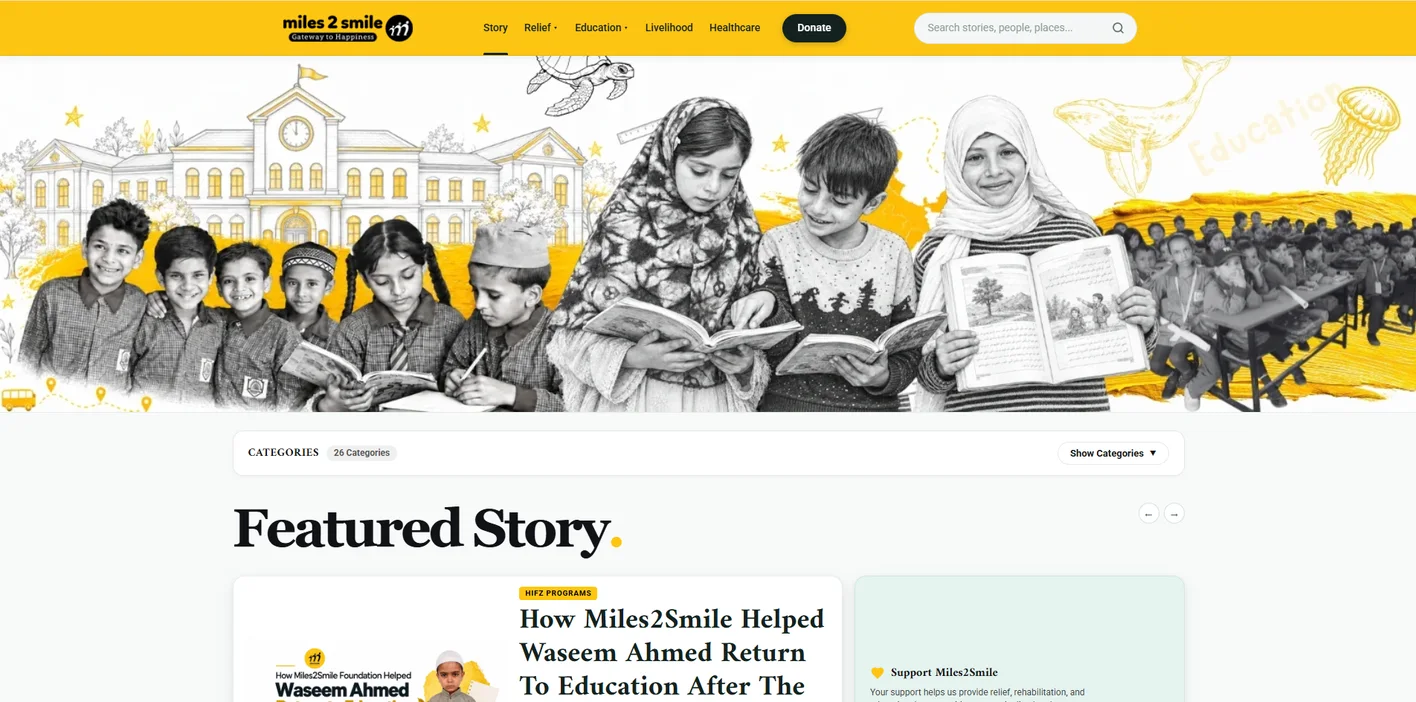 miles 2 smile
Gateway to Happiness
Story
Relief
Education
Livelihood
Healthcare
Donate
Search stories, people, places...
Education
CATEGORIES
26 Categories
Show Categories ▼
Featured Story.
← →
HIFZ PROGRAMS
How Miles2Smile Helped
Waseem Ahmed Return
To Education After The
How Miles2Smile Foundation Helped
Waseem Ahmed
Support Miles2Smile
Your support helps us provide relief, rehabilitation, and